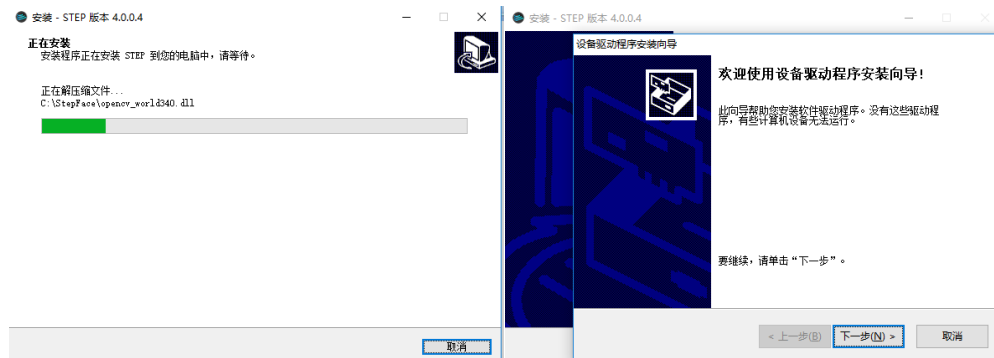 安装 - STEP 版本 4.0.0.4
正在安装
安装程序正在安装 STEP 到您的电脑中，请等待。
正在解压缩文件...
C:\StepFace\opencv_world340.dll
取消
安装 - STEP 版本 4.0.0.4
设备驱动程序安装向导
欢迎使用设备驱动程序安装向导!
此向导帮助您安装软件驱动程序。没有这些驱动程
序，有些计算机设备无法运行。
要继续，请单击“下一步”。
< 上一步(B)
下一步(N) >
取消